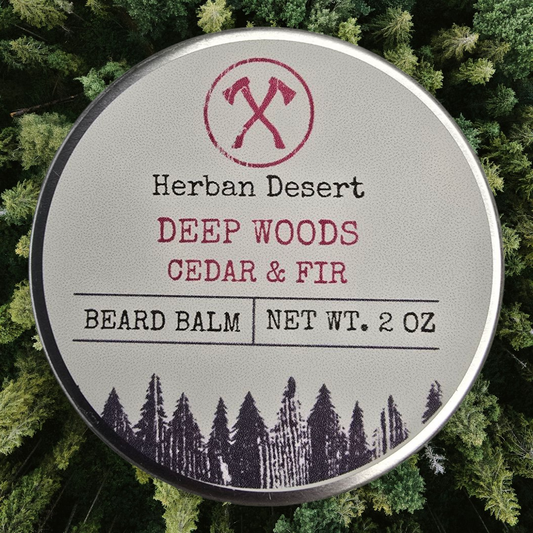 Herban Desert
DEEP WOODS
CEDAR & FIR
BEARD BALM NET WT. 2 OZ